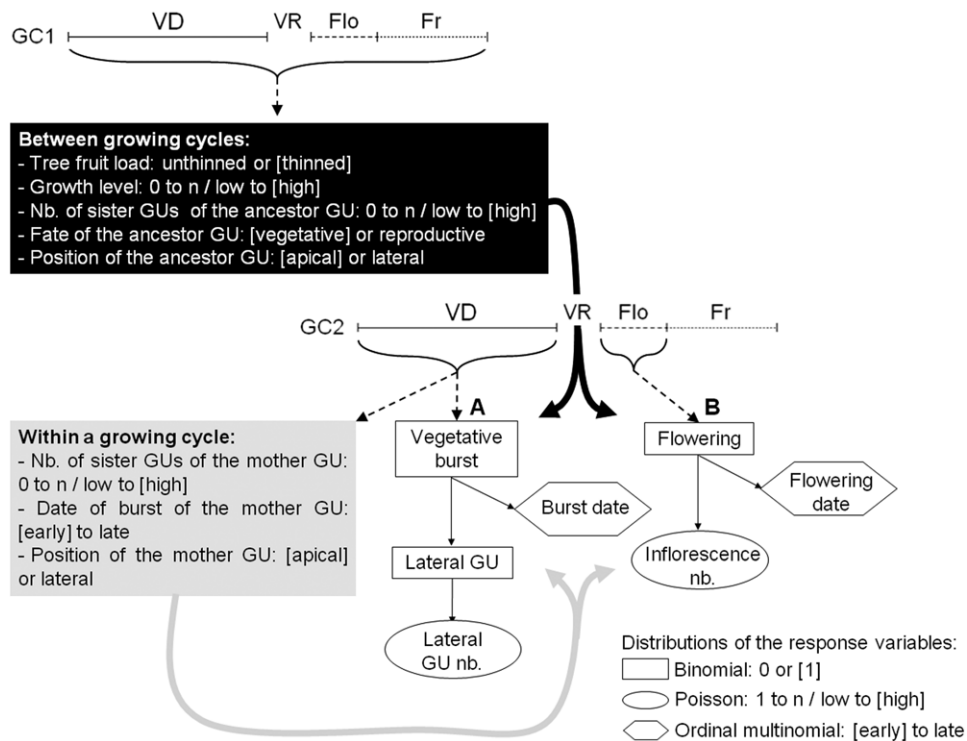 VD VR Flo Fr
GC1
Between growing cycles:
- Tree fruit load: unthinned or [thinned]
- Growth level: 0 to n / low to [high]
- Nb. of sister GUs of the ancestor GU: 0 to n / low to [high]
- Fate of the ancestor GU: [vegetative] or reproductive
- Position of the ancestor GU: [apical] or lateral
VD VR Flo Fr
GC2
A
B
Within a growing cycle:
- Nb. of sister GUs of the mother GU:
0 to n / low to [high]
- Date of burst of the mother GU:
[early] to late
- Position of the mother GU: [apical]
or lateral
Vegetative
burst
Burst date
Lateral GU
Lateral
GU nb.
Flowering
Flowering
date
Inflorescence
nb.
Distributions of the response variables:
Binomial: 0 or [1]
Poisson: 1 to n / low to [high]
Ordinal multinomial: [early] to late